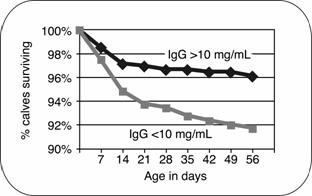 100%
98%
96%
94%
92%
90%
% calves surviving
IgG >10 mg/mL
IgG <10 mg/mL
7 14 21 28 35 42 49 56
Age in days